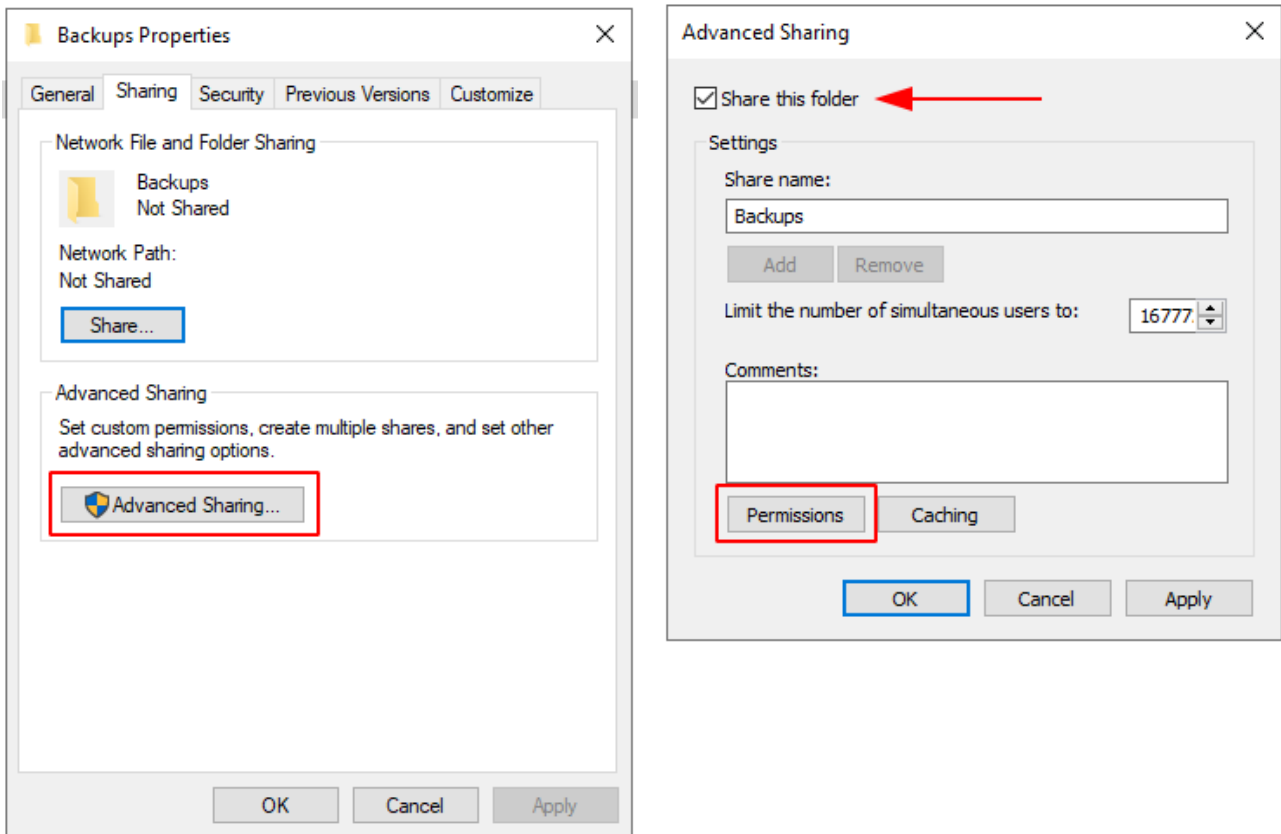 Backups Properties
General Sharing Security Previous Versions Customize
Network File and Folder Sharing
Backups
Not Shared
Network Path:
Not Shared
Share...
Advanced Sharing
Set custom permissions, create multiple shares, and set other
advanced sharing options.
Advanced Sharing...
OK Cancel Apply
Advanced Sharing
Share this folder
Settings
Share name:
Backups
Add Remove
Limit the number of simultaneous users to: 16777
Comments:
Permissions Caching
OK Cancel Apply